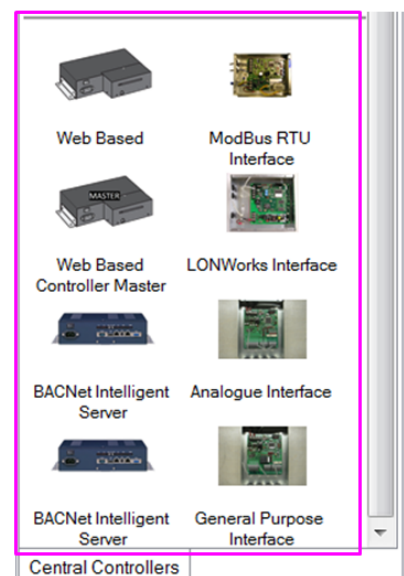 Web Based
ModBus RTU
Interface
MASTER
Web Based
Controller Master
LONWorks Interface
BACNet Intelligent
Server
Analogue Interface
BACNet Intelligent
Server
General Purpose
Interface
Central Controllers